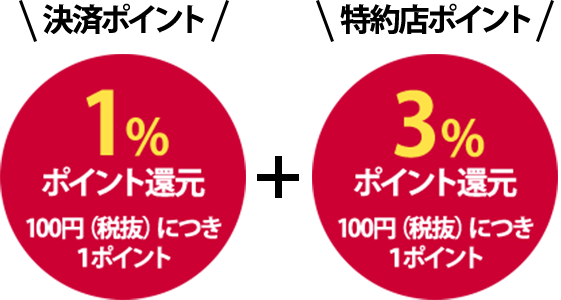 \ 決済ポイント /
1%
ポイント還元
100円（税抜）につき
1ポイント
+
\ 特約店ポイント /
3%
ポイント還元
100円（税抜）につき
1ポイント